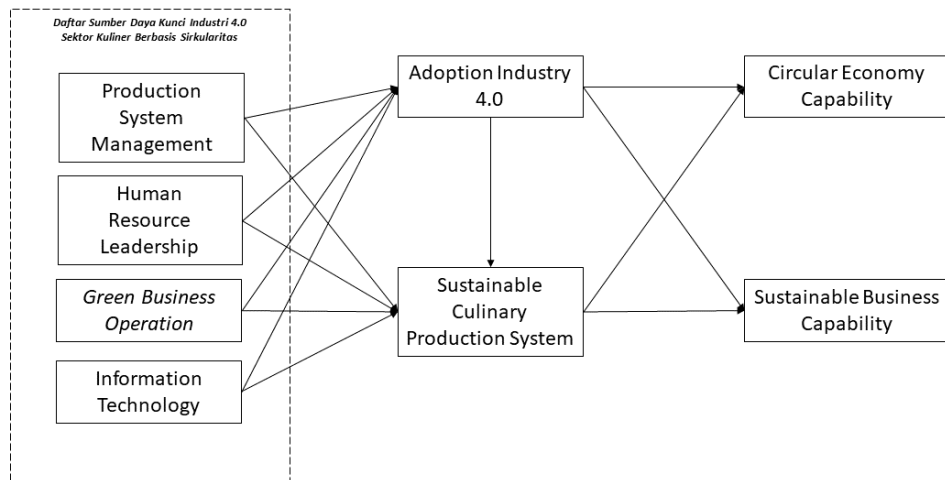 Daftar Sumber Daya Kunci Industri 4.0
Sektor Kuliner Berbasis Sirkularitas
Production
System
Management
Human
Resource
Leadership
Green Business
Operation
Information
Technology
Adoption Industry
4.0
Sustainable
Culinary
Production System
Circular Economy
Capability
Sustainable Business
Capability